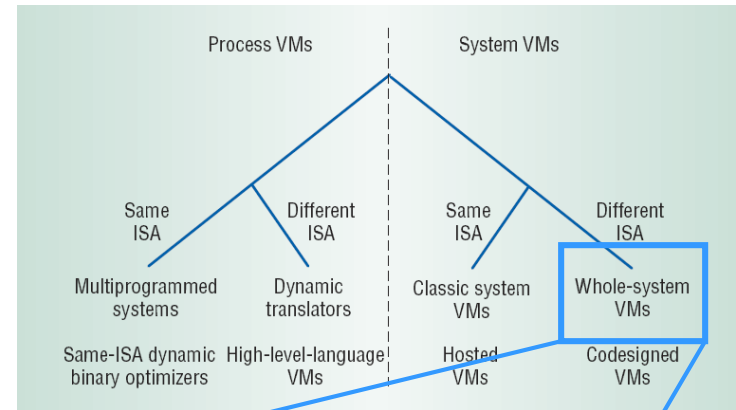 Process VMs
System VMs
Same
ISA
Different
ISA
Same
ISA
Different
ISA
Multiprogrammed
systems
Dynamic
translators
Classic system
VMs
Whole-system
VMs
Same-ISA dynamic
binary optimizers
High-level-language
VMs
Hosted
VMs
Codesigned
VMs